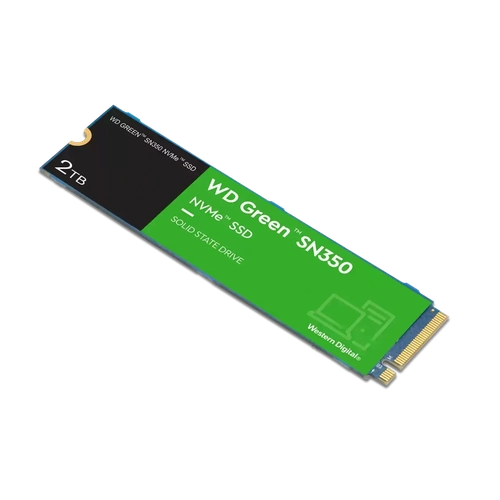 WD GREEN™ SN350 NVMe™ SSD
2TB
WD Green™ SN350
NVMe™ SSD
SOLID STATE DRIVE
Western Digital®